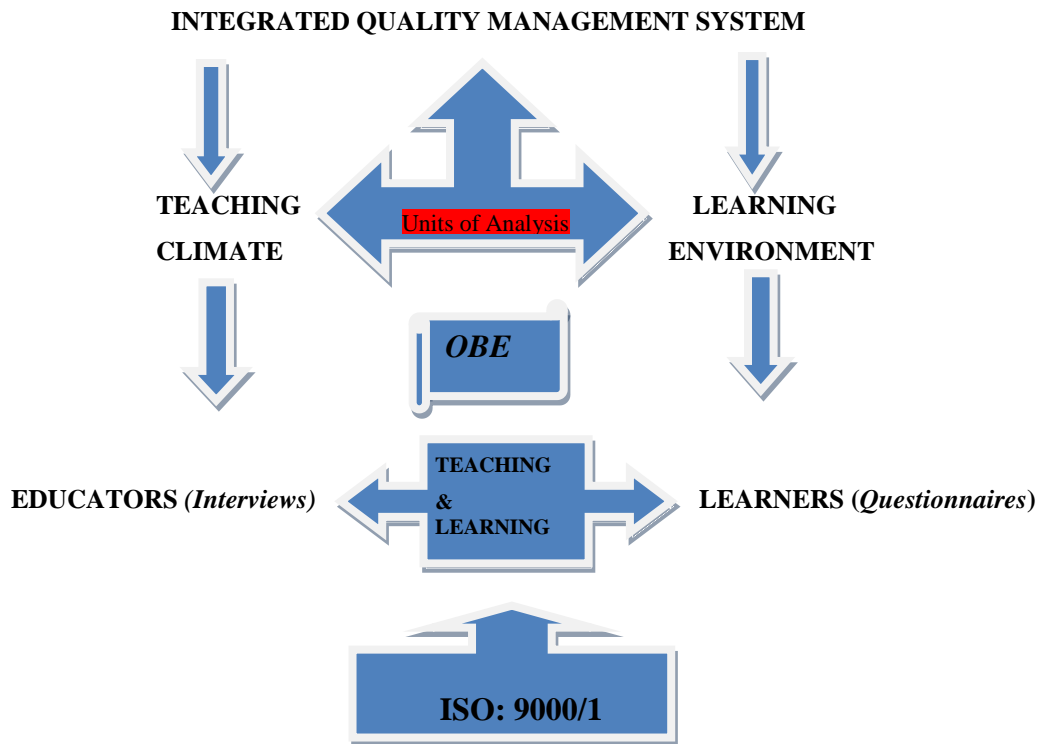 INTEGRATED QUALITY MANAGEMENT SYSTEM
TEACHING
CLIMATE
Units of Analysis
LEARNING
ENVIRONMENT
OBE
EDUCATORS (Interviews)
TEACHING
&
LEARNING
LEARNERS (Questionnaires)
ISO: 9000/1